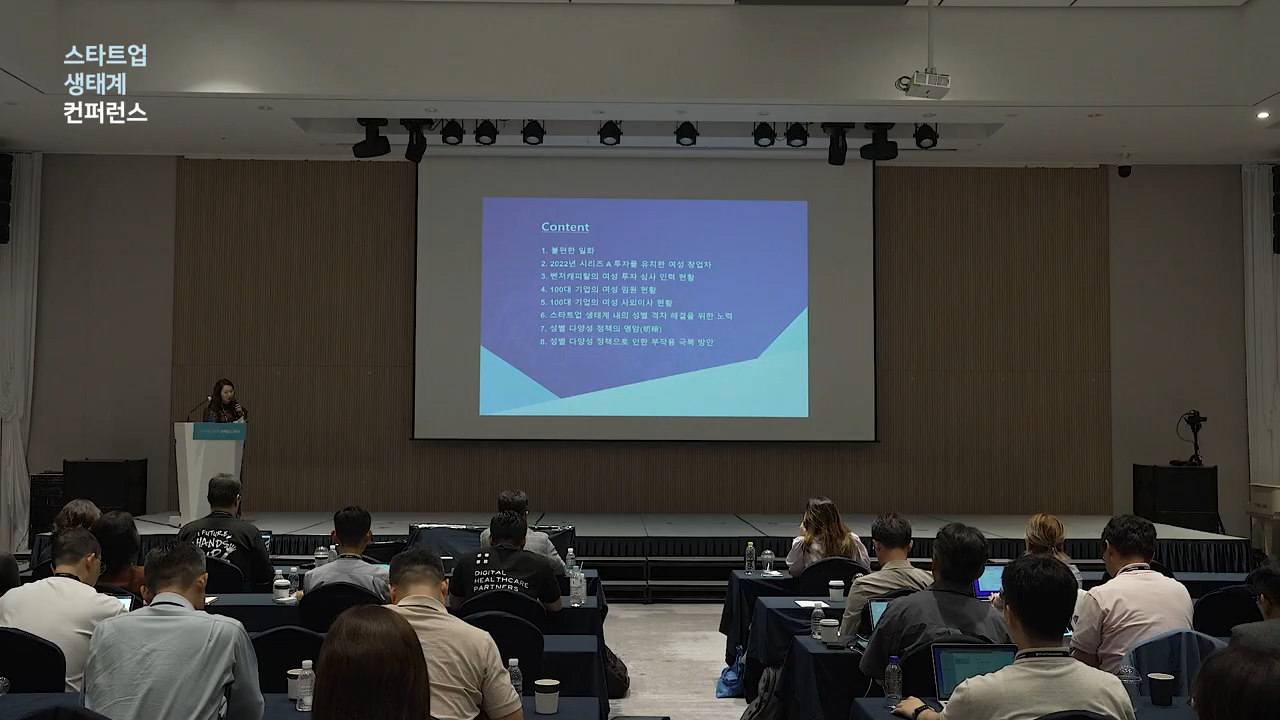 스타트업
생태계
컨퍼런스
Content
1. 불편한 일화
2. 2022년 시리즈 A 투자를 유치한 여성 창업자
3. 벤처캐피탈의 여성 투자 심사 인력 현황
4. 100대 기업의 여성 임원 현황
5. 100대 기업의 여성 사외이사 현황
6. 스타트업 생태계 내의 성별 격차 해결을 위한 노력
7. 성별 다양성 정책의 명암(明暗)
8. 성별 다양성 정책으로 인한 부작용 극복 방안
FUTURE
HANDS
DIGITAL
HEALTHCARE
PARTNERS